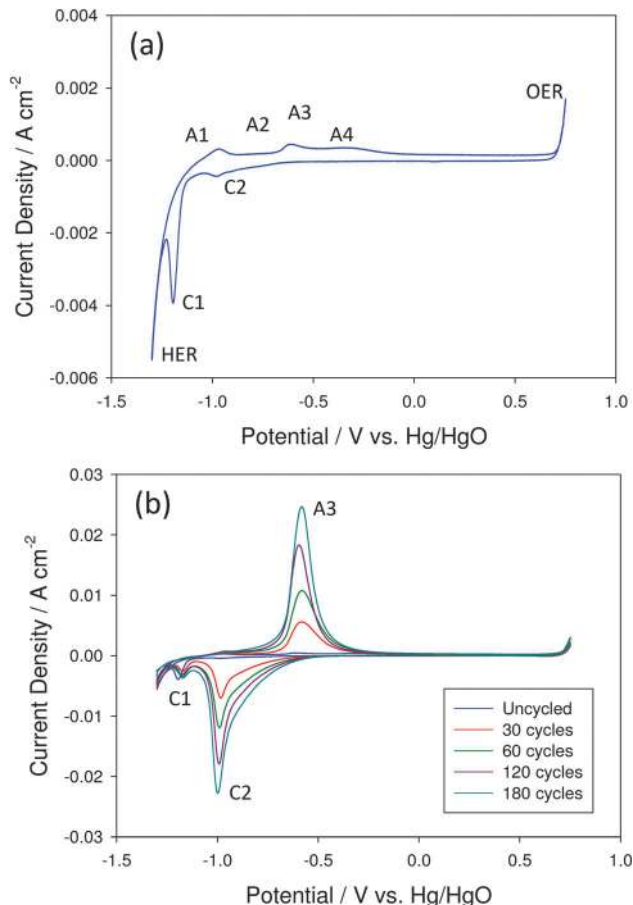 (a)
0.004
0.002
0.000
-0.002
-0.004
-0.006
Current Density / A cm-2
A1
A2
A3
A4
OER
C2
C1
HER
-1.5
-1.0
-0.5
0.0
0.5
1.0
Potential / V vs. Hg/HgO
(b)
0.03
0.02
0.01
0.00
-0.01
-0.02
-0.03
Current Density / A cm-2
A3
C1
C2
Uncycled
30 cycles
60 cycles
120 cycles
180 cycles
-1.5
-1.0
-0.5
0.0
0.5
1.0
Potential / V vs. Hg/HgO